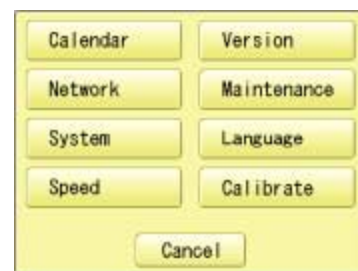 Calendar Version
Network Maintenance
System Language
Speed Calibrate
Cancel